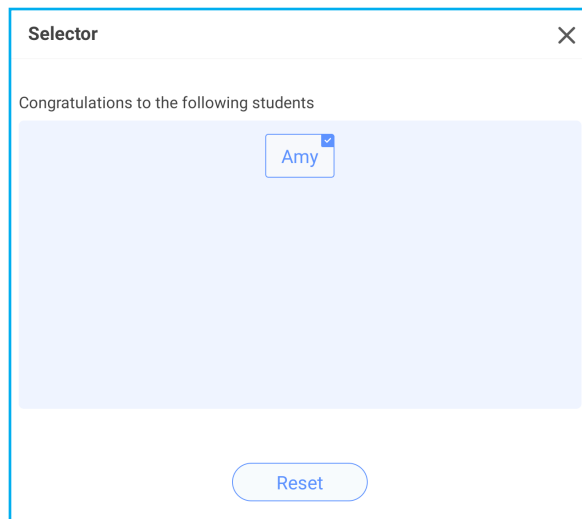 Selector
Congratulations to the following students
Amy
Reset